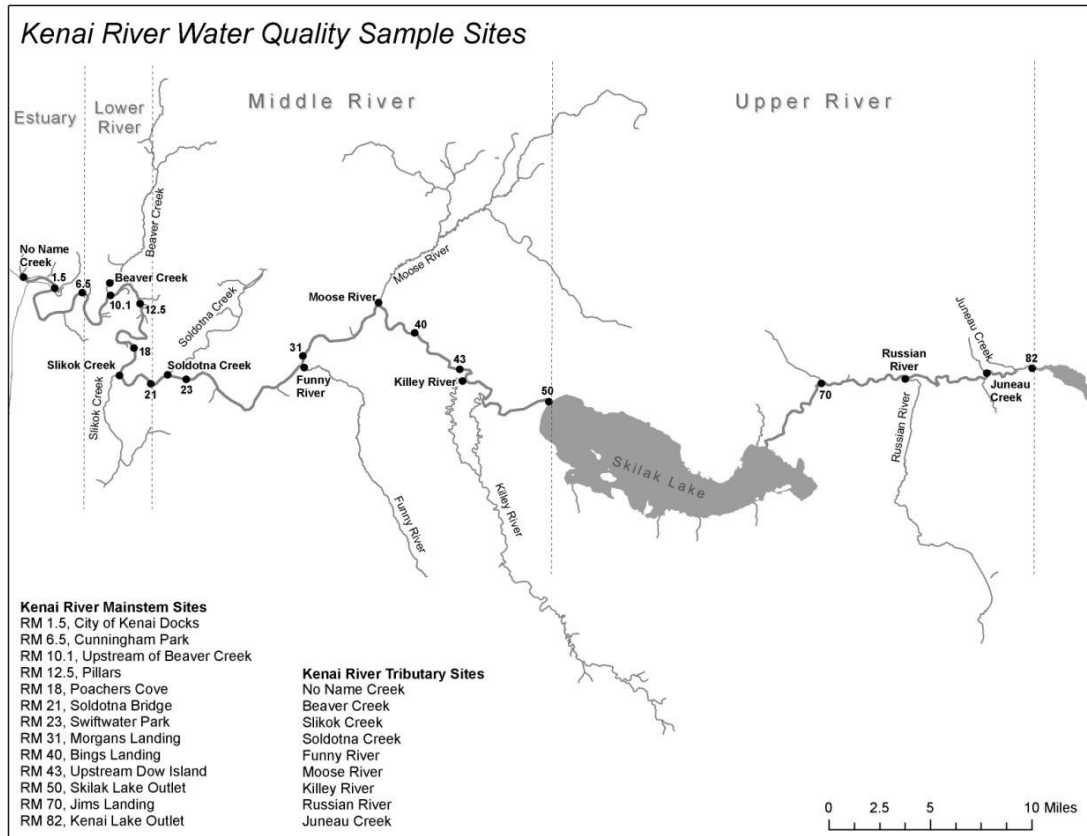 Kenai River Water Quality Sample Sites
Estuary
Lower
River
Middle River
Upper River
No Name
Creek
1.5
6.5
Beaver Creek
10.1
12.5
Beaver Creek
18
Slikok Creek
Slikok Creek
21
Soldotna Creek
23
Soldotna Creek
31
Funny
River
Funny River
Moose River
Moose River
40
43
Killey River
Killey River
50
Skilak Lake
70
Russian
River
Russian River
Juneau Creek
Juneau
Creek
82
Kenai River Mainstem Sites
RM 1.5, City of Kenai Docks
RM 6.5, Cunningham Park
RM 10.1, Upstream of Beaver Creek
RM 12.5, Pillars
RM 18, Poachers Cove
RM 21, Soldotna Bridge
RM 23, Swiftwater Park
RM 31, Morgans Landing
RM 40, Bings Landing
RM 43, Upstream Dow Island
RM 50, Skilak Lake Outlet
RM 70, Jims Landing
RM 82, Kenai Lake Outlet
Kenai River Tributary Sites
No Name Creek
Beaver Creek
Slikok Creek
Soldotna Creek
Funny River
Moose River
Killey River
Russian River
Juneau Creek
0 2.5 5 10 Miles